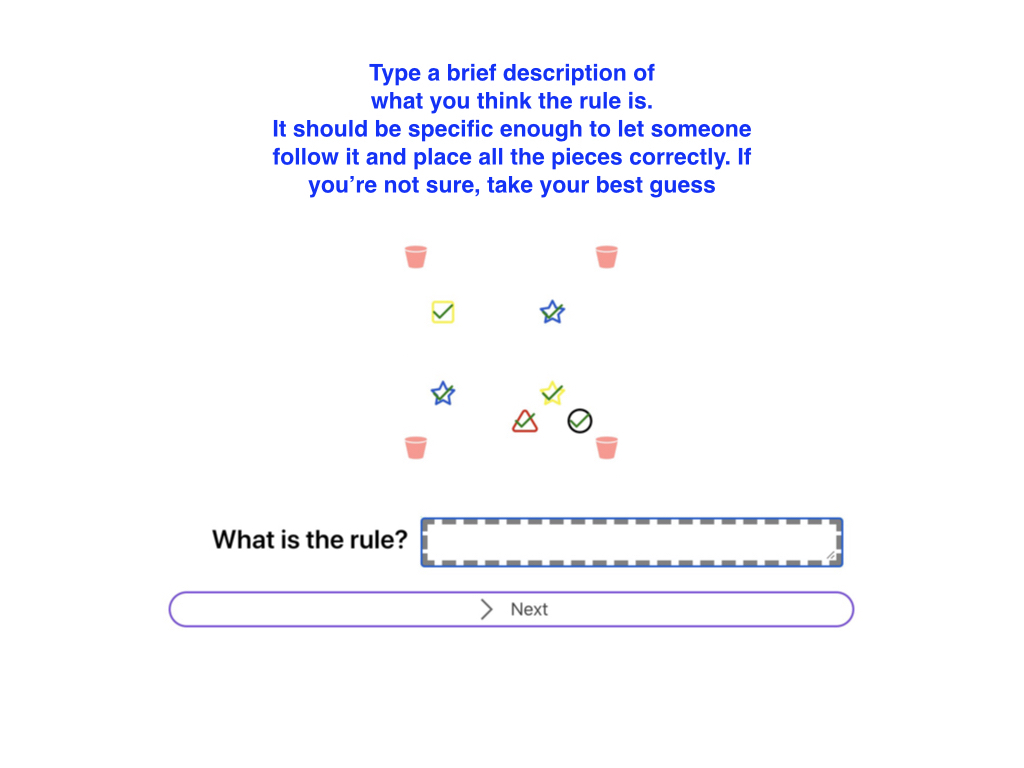 Type a brief description of
what you think the rule is.
It should be specific enough to let someone
follow it and place all the pieces correctly. If
you’re not sure, take your best guess
What is the rule?
Next